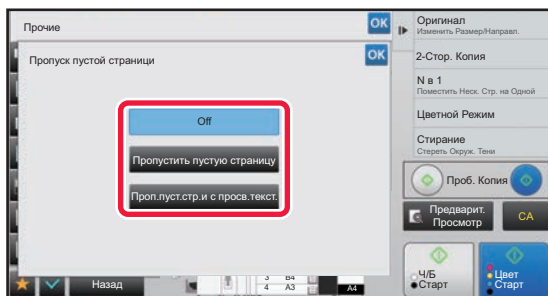 Прочие
OK
Пропуск пустой страницы
OK
Off
Пропустить пустую страницу
Проп.пуст.стр.и с просв.текст.
Назад
3 B4
4 A3
A4
Оригинал
Изменить Размер/Направл.
2-Стор. Копия
N в 1
Поместить Неск. Стр. на Одной
Цветной Режим
Стирание
Стереть Окруж. Тени
Проб. Копия
Предварит.
Просмотр
CA
Ч/Б
Старт
Цвет
Старт